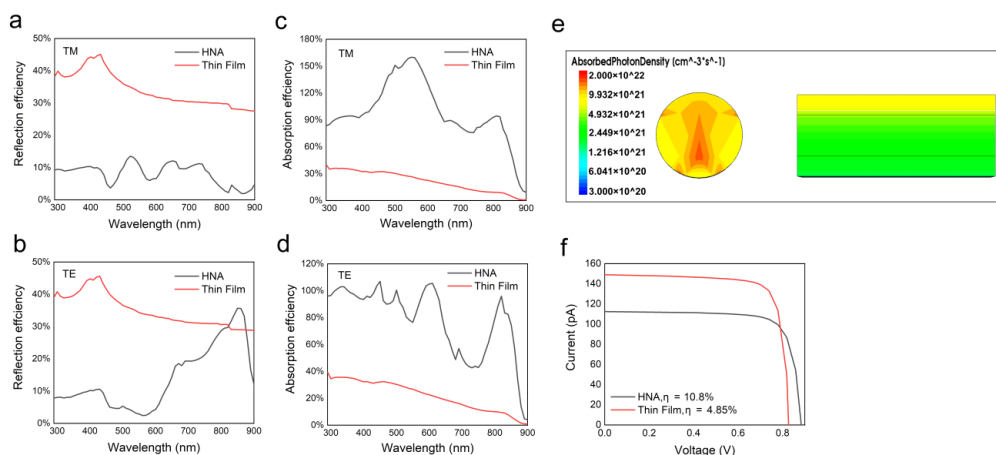 a
50%
40%
30%
20%
10%
0%
Reflection effciency
TM
HNA
Thin Film
300 400 500 600 700 800 900
Wavelength (nm)
b
50%
40%
30%
20%
10%
0%
Reflection effciency
TE
HNA
Thin Film
300 400 500 600 700 800 900
Wavelength (nm)
c
180%
150%
120%
90%
60%
30%
0%
Absorption effciency
TM
HNA
Thin Film
300 400 500 600 700 800 900
Wavelength (nm)
d
140%
120%
100%
80%
60%
40%
20%
0%
Absorption effciency
TE
HNA
Thin Film
300 400 500 600 700 800 900
Wavelength (nm)
e
AbsorbedPhotonDensity (cm^-3*s^-1)
2.000×10^22
9.932×10^21
4.931×10^21
2.449×10^21
1.216×10^21
6.041×10^20
3.000×10^20
f
160
140
120
100
80
60
40
20
0
Current (pA)
HNA,η = 10.8%
Thin Film,η = 4.85%
0.0 0.2 0.4 0.6 0.8
Voltage (V)